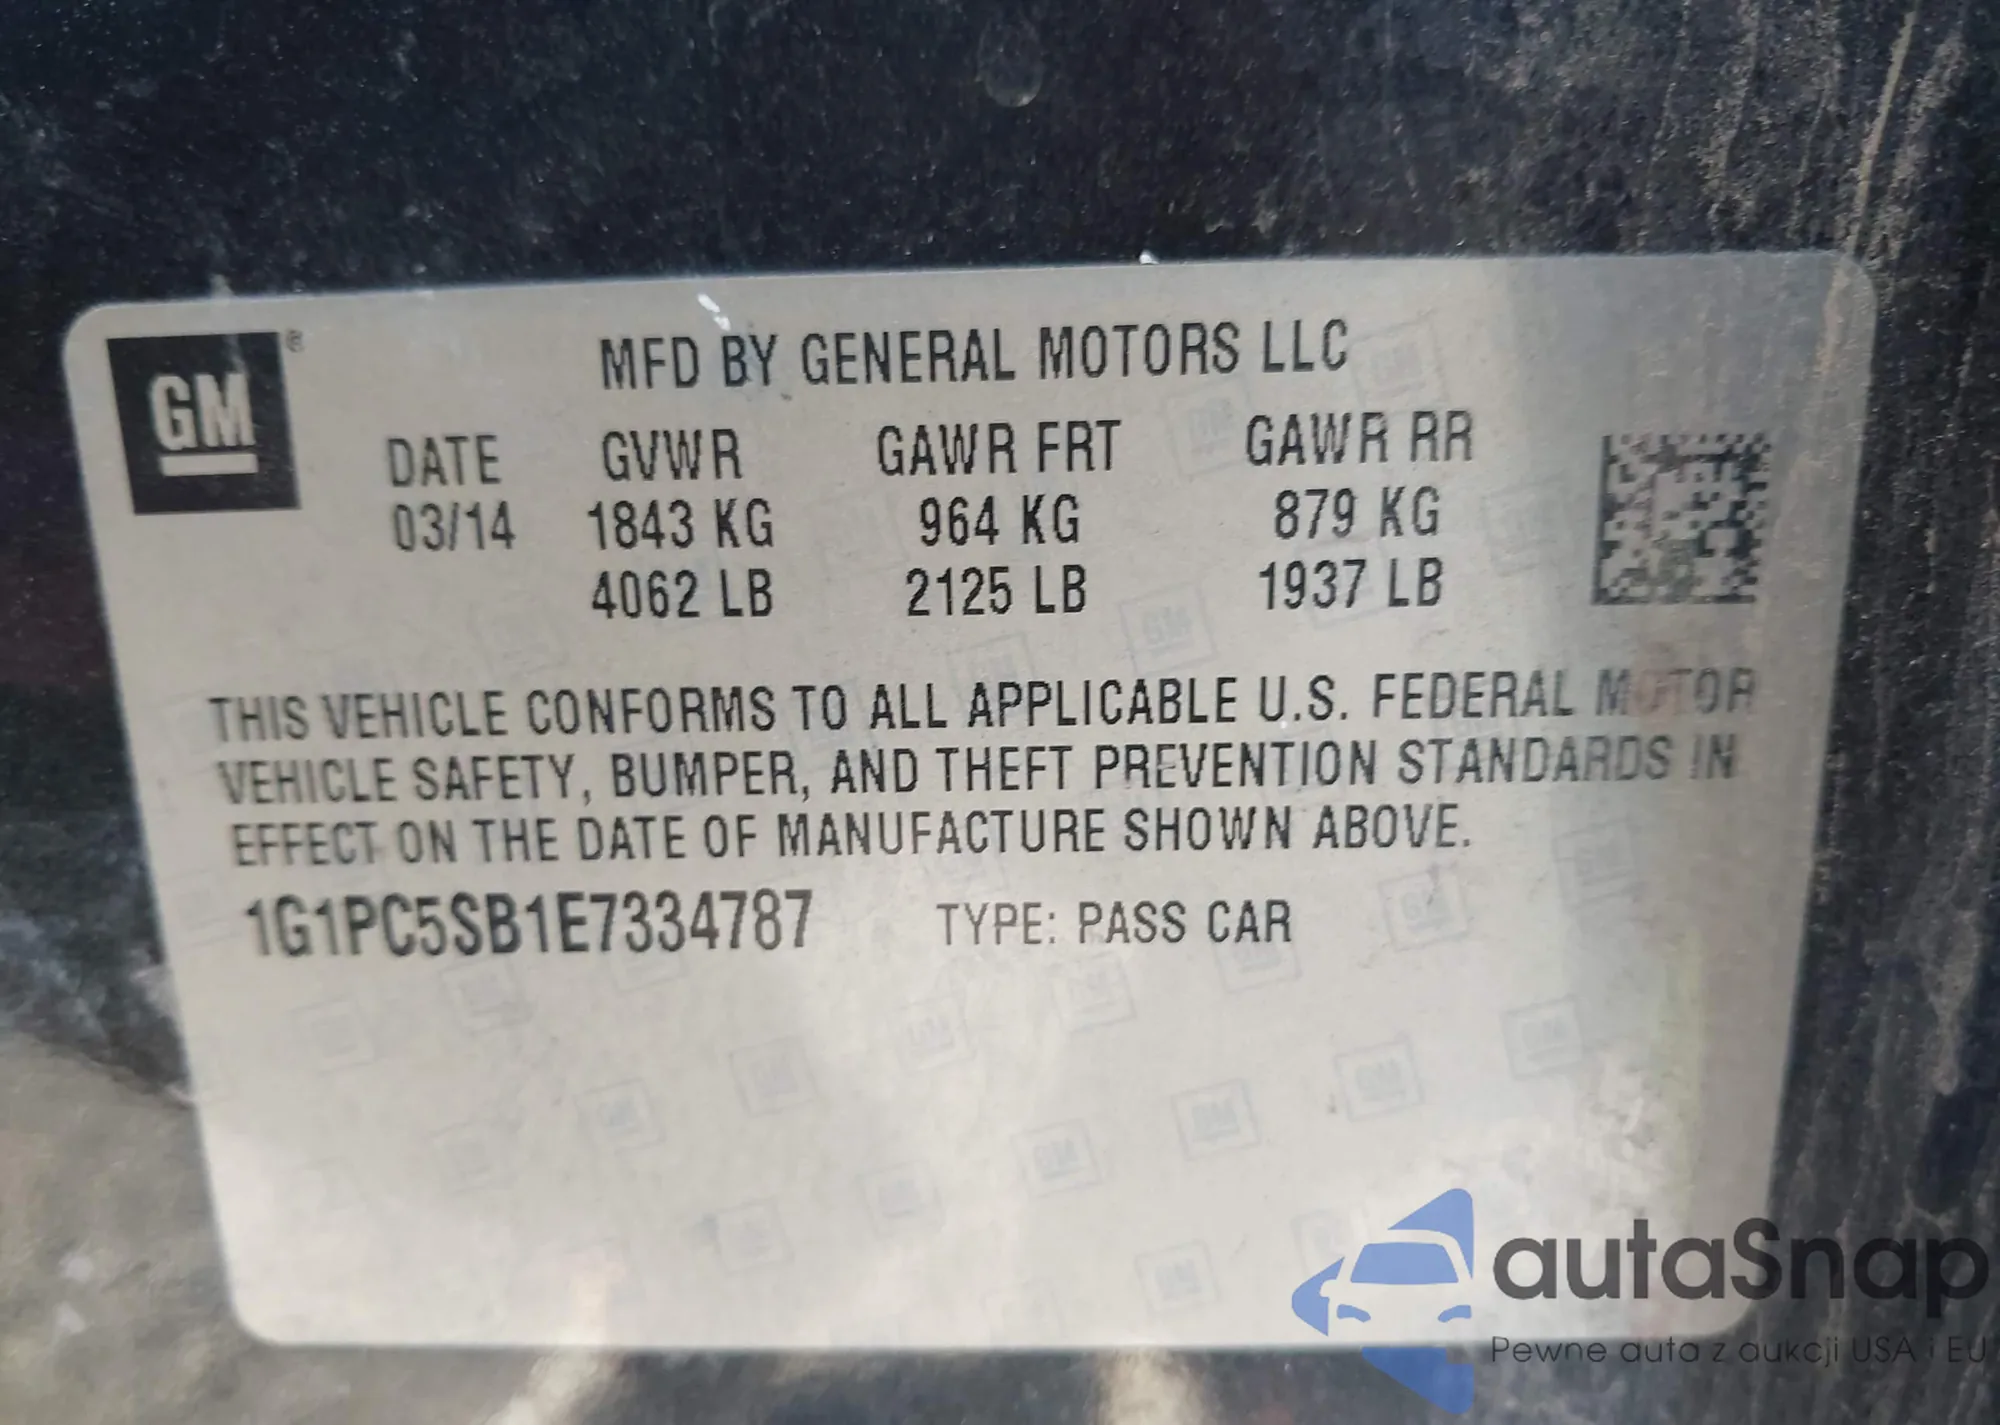 GM ®
MFD BY GENERAL MOTORS LLC
DATE GVWR GAWR FRT GAWR RR
03/14 1843 KG 964 KG 879 KG
4062 LB 2125 LB 1937 LB
THIS VEHICLE CONFORMS TO ALL APPLICABLE U.S. FEDERAL MOTOR
VEHICLE SAFETY, BUMPER, AND THEFT PREVENTION STANDARDS IN
EFFECT ON THE DATE OF MANUFACTURE SHOWN ABOVE.
1G1PC5SB1E7334787 TYPE: PASS CAR
autaSnap
Pewne auta z aukcji USA i EU